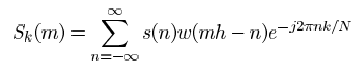 $$S_k(m) = \sum_{n=-\infty}^{\infty} s(n)w(mh-n)e^{-j2\pi nk/N}$$